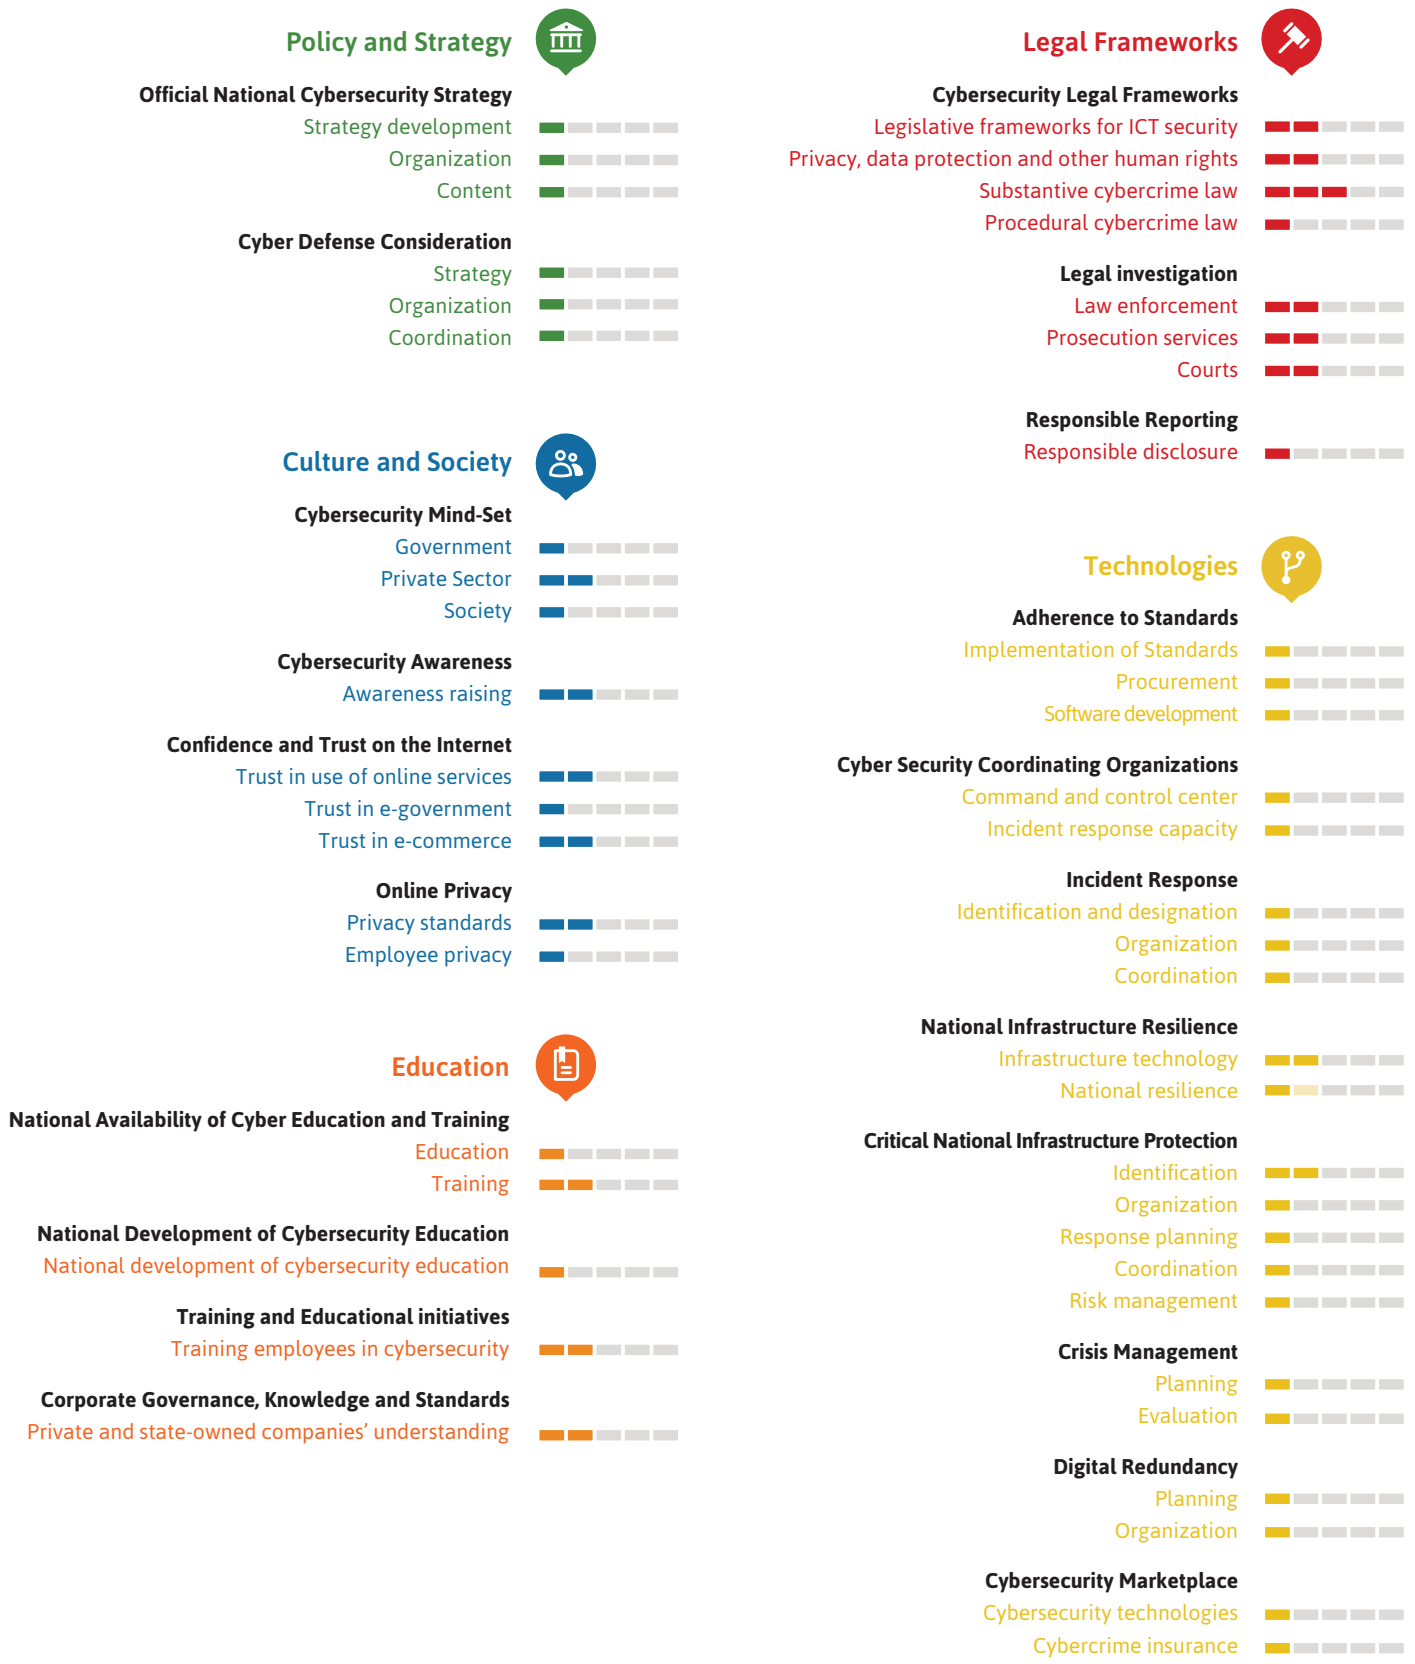 Policy and Strategy
Official National Cybersecurity Strategy
Strategy development
Organization
Content
Cyber Defense Consideration
Strategy
Organization
Coordination
Culture and Society
Cybersecurity Mind-Set
Government
Private Sector
Society
Cybersecurity Awareness
Awareness raising
Confidence and Trust on the Internet
Trust in use of online services
Trust in e-government
Trust in e-commerce
Online Privacy
Privacy standards
Employee privacy
Education
National Availability of Cyber Education and Training
Education
Training
National Development of Cybersecurity Education
National development of cybersecurity education
Training and Educational initiatives
Training employees in cybersecurity
Corporate Governance, Knowledge and Standards
Private and state-owned companies’ understanding
Legal Frameworks
Cybersecurity Legal Frameworks
Legislative frameworks for ICT security
Privacy, data protection and other human rights
Substantive cybercrime law
Procedural cybercrime law
Legal investigation
Law enforcement
Prosecution services
Courts
Responsible Reporting
Responsible disclosure
Technologies
Adherence to Standards
Implementation of Standards
Procurement
Software development
Cyber Security Coordinating Organizations
Command and control center
Incident response capacity
Incident Response
Identification and designation
Organization
Coordination
National Infrastructure Resilience
Infrastructure technology
National resilience
Critical National Infrastructure Protection
Identification
Organization
Response planning
Coordination
Risk management
Crisis Management
Planning
Evaluation
Digital Redundancy
Planning
Organization
Cybersecurity Marketplace
Cybersecurity technologies
Cybercrime insurance